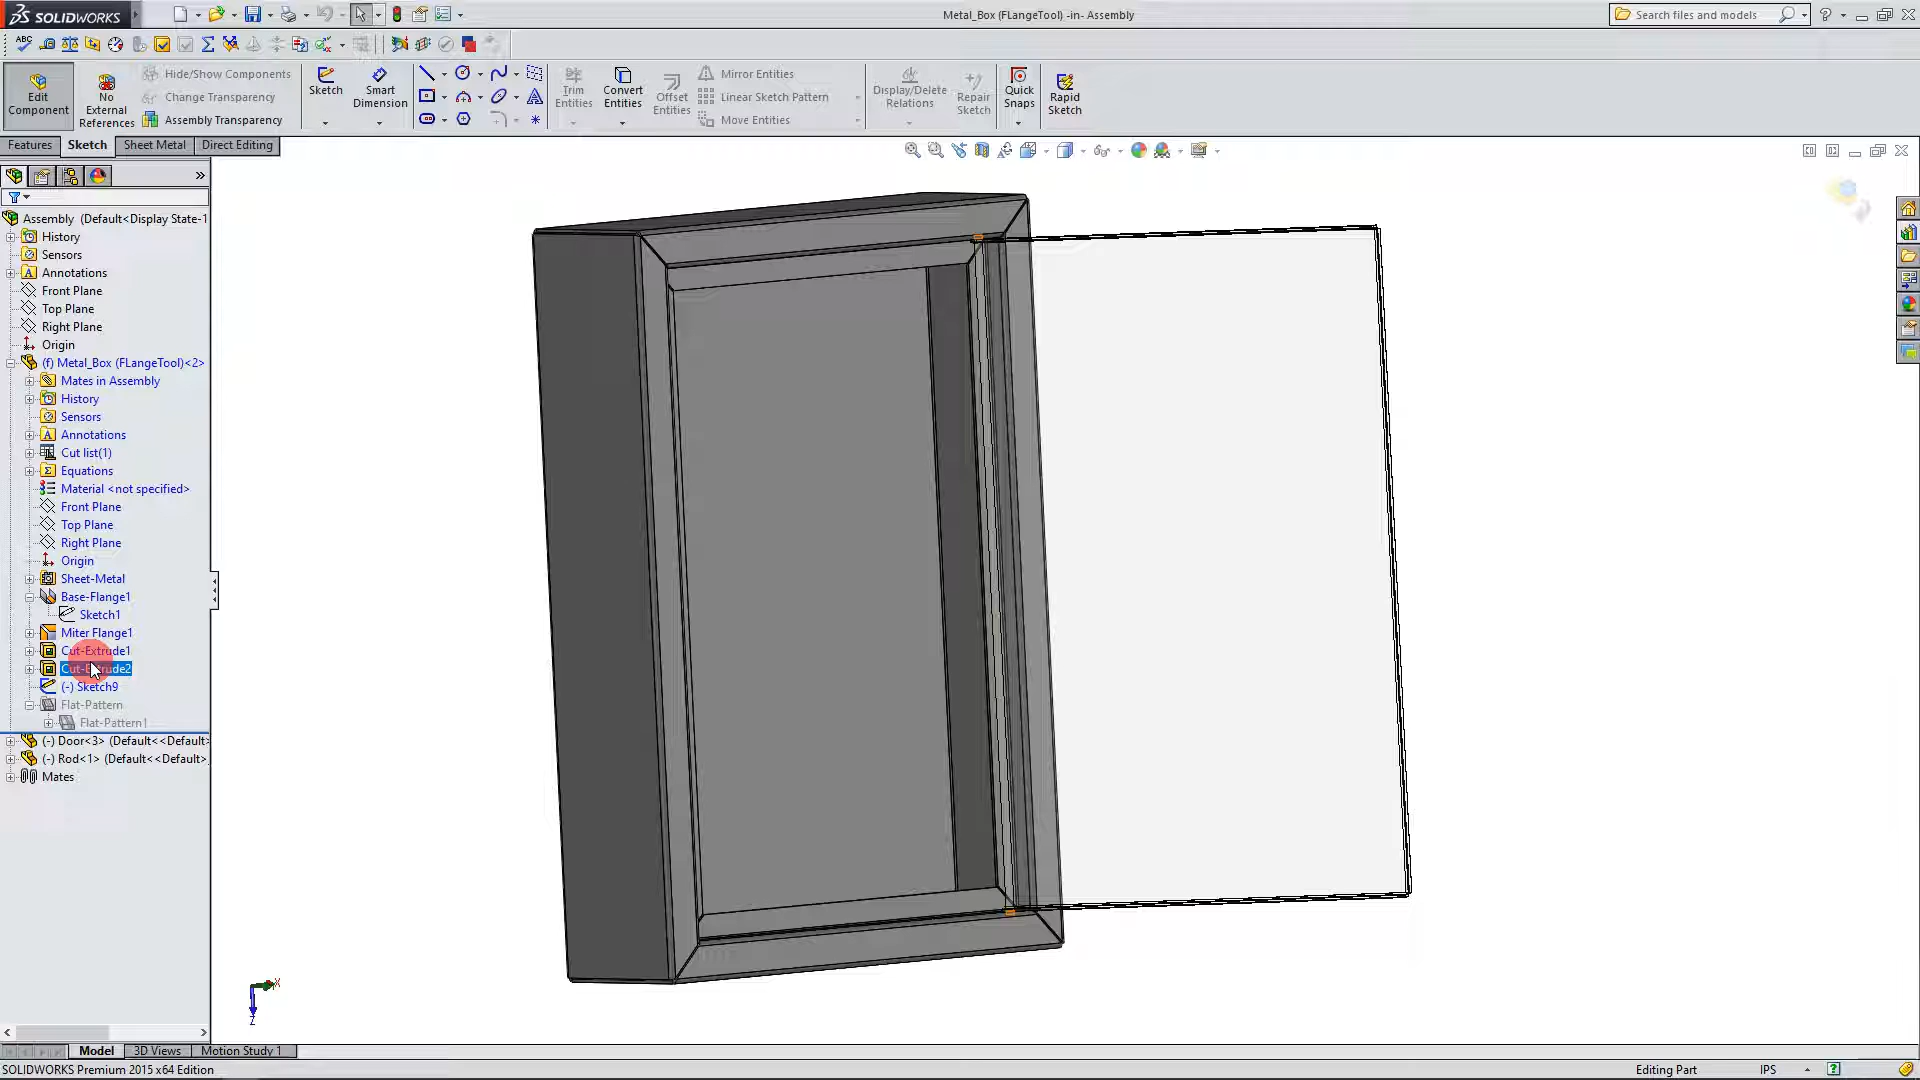 SOLIDWORKS
Metal_Box (FLangeTool) -in- Assembly
Search files and models
Edit Component
No External References
Hide/Show Components
Change Transparency
Assembly Transparency
Sketch
Smart Dimension
Trim Entities
Convert Entities
Offset Entities
Mirror Entities
Linear Sketch Pattern
Move Entities
Display/Delete Relations
Repair Sketch
Quick Snaps
Rapid Sketch
Features
Sketch
Sheet Metal
Direct Editing
Assembly (Default<Display State-1
History
Sensors
Annotations
Front Plane
Top Plane
Right Plane
Origin
(f) Metal_Box (FLangeTool)<2>
Mates in Assembly
History
Sensors
Annotations
Cut list(1)
Equations
Material <not specified>
Front Plane
Top Plane
Right Plane
Origin
Sheet-Metal
Base-Flange1
Sketch1
Miter Flange1
Cut-Extrude1
Cut-Extrude2
(-) Sketch9
Flat-Pattern
Flat-Pattern1
(-) Door<3> (Default<<Default>
(-) Rod<1> (Default<<Default>
Mates
X
Z
Model
3D Views
Motion Study 1
SOLIDWORKS Premium 2015 x64 Edition
Editing Part
IPS